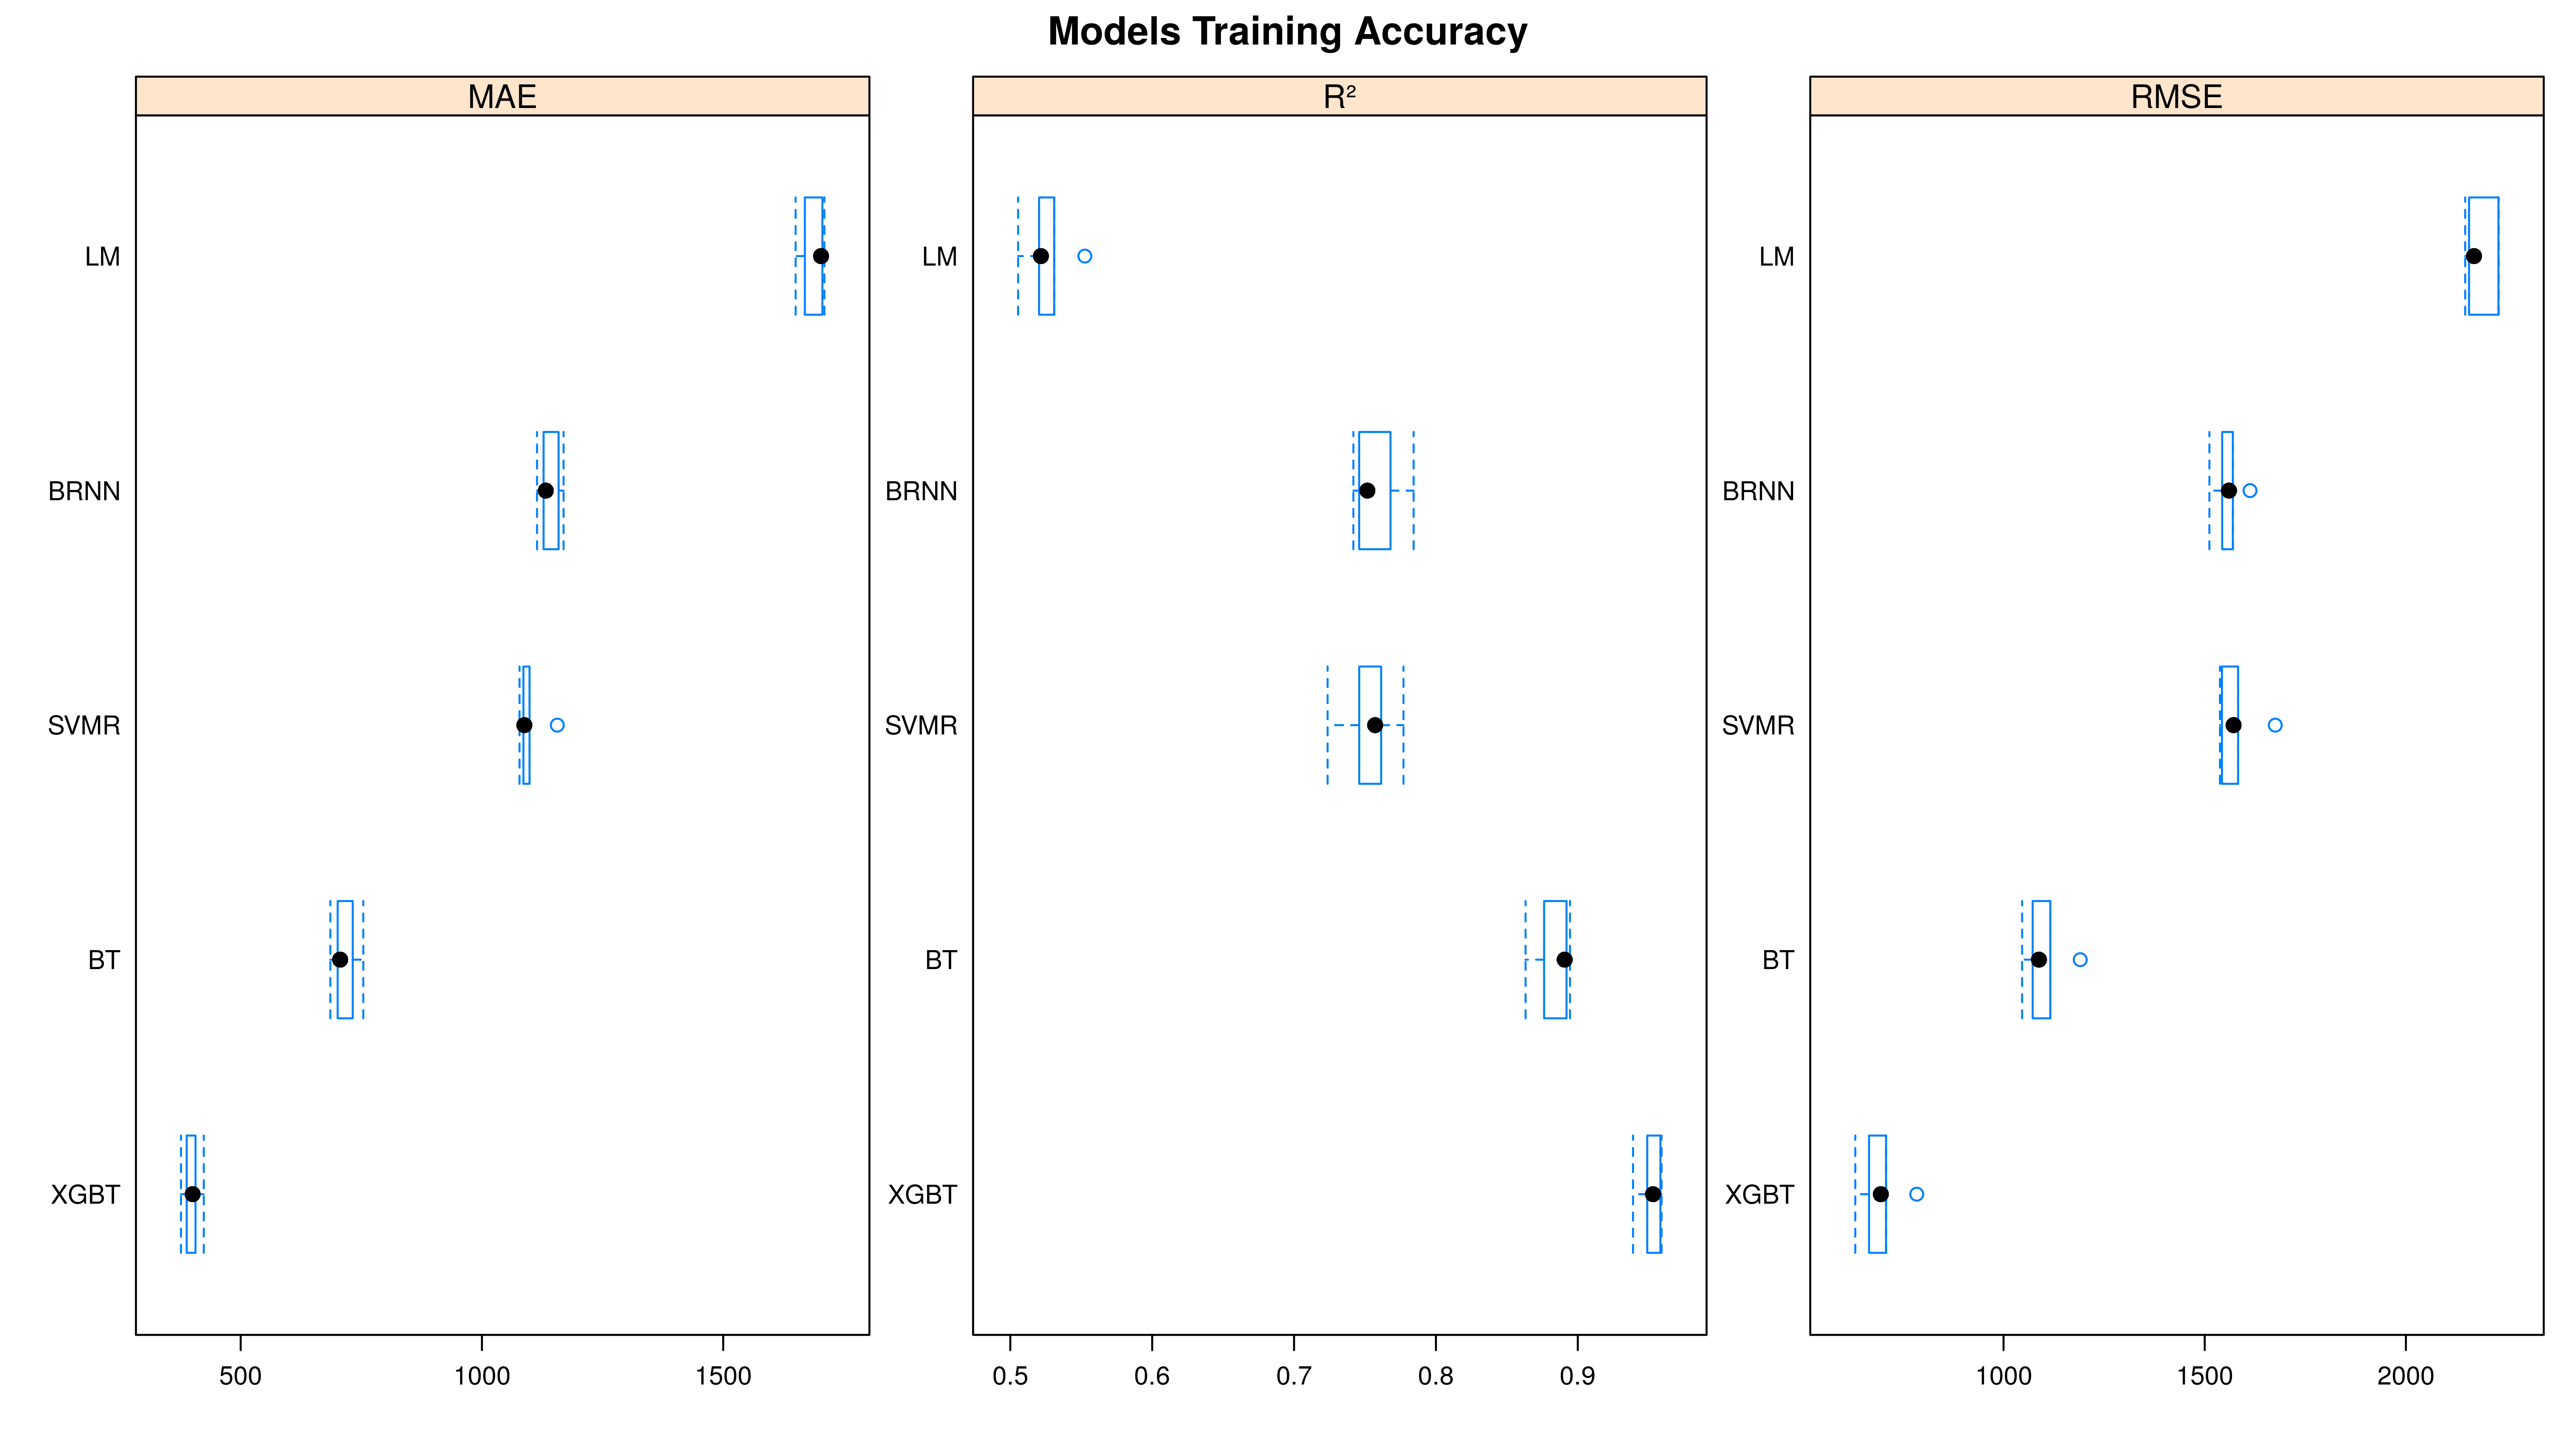 Models Training Accuracy
MAE
R²
RMSE
LM
BRNN
SVMR
BT
XGBT
LM
BRNN
SVMR
BT
XGBT
LM
BRNN
SVMR
BT
XGBT
500 1000 1500
0.5 0.6 0.7 0.8 0.9
1000 1500 2000